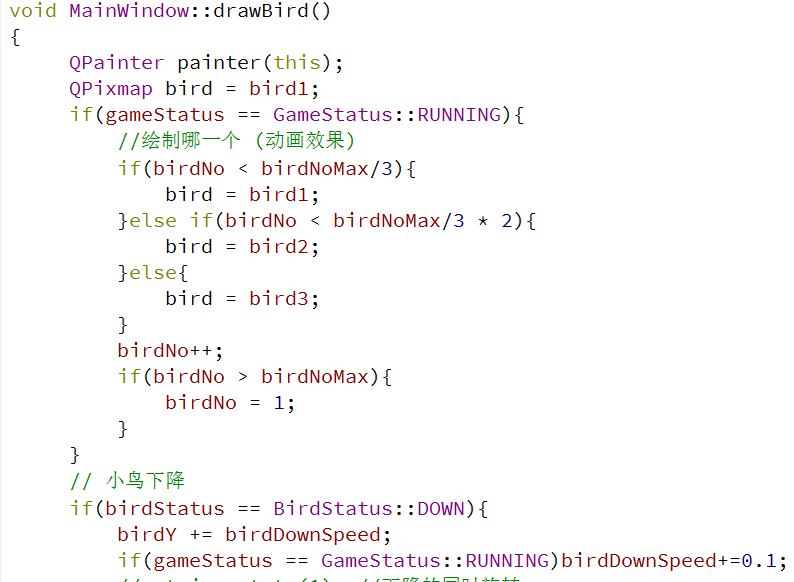 void MainWindow::drawBird()
{
QPainter painter(this);
QPixmap bird = bird1;
if(gameStatus == GameStatus::RUNNING){
//绘制哪一个 (动画效果)
if(birdNo < birdNoMax/3){
bird = bird1;
}else if(birdNo < birdNoMax/3 * 2){
bird = bird2;
}else{
bird = bird3;
}
birdNo++;
if(birdNo > birdNoMax){
birdNo = 1;
}
}
// 小鸟下降
if(birdStatus == BirdStatus::DOWN){
birdY += birdDownSpeed;
if(gameStatus == GameStatus::RUNNING)birdDownSpeed+=0.1;